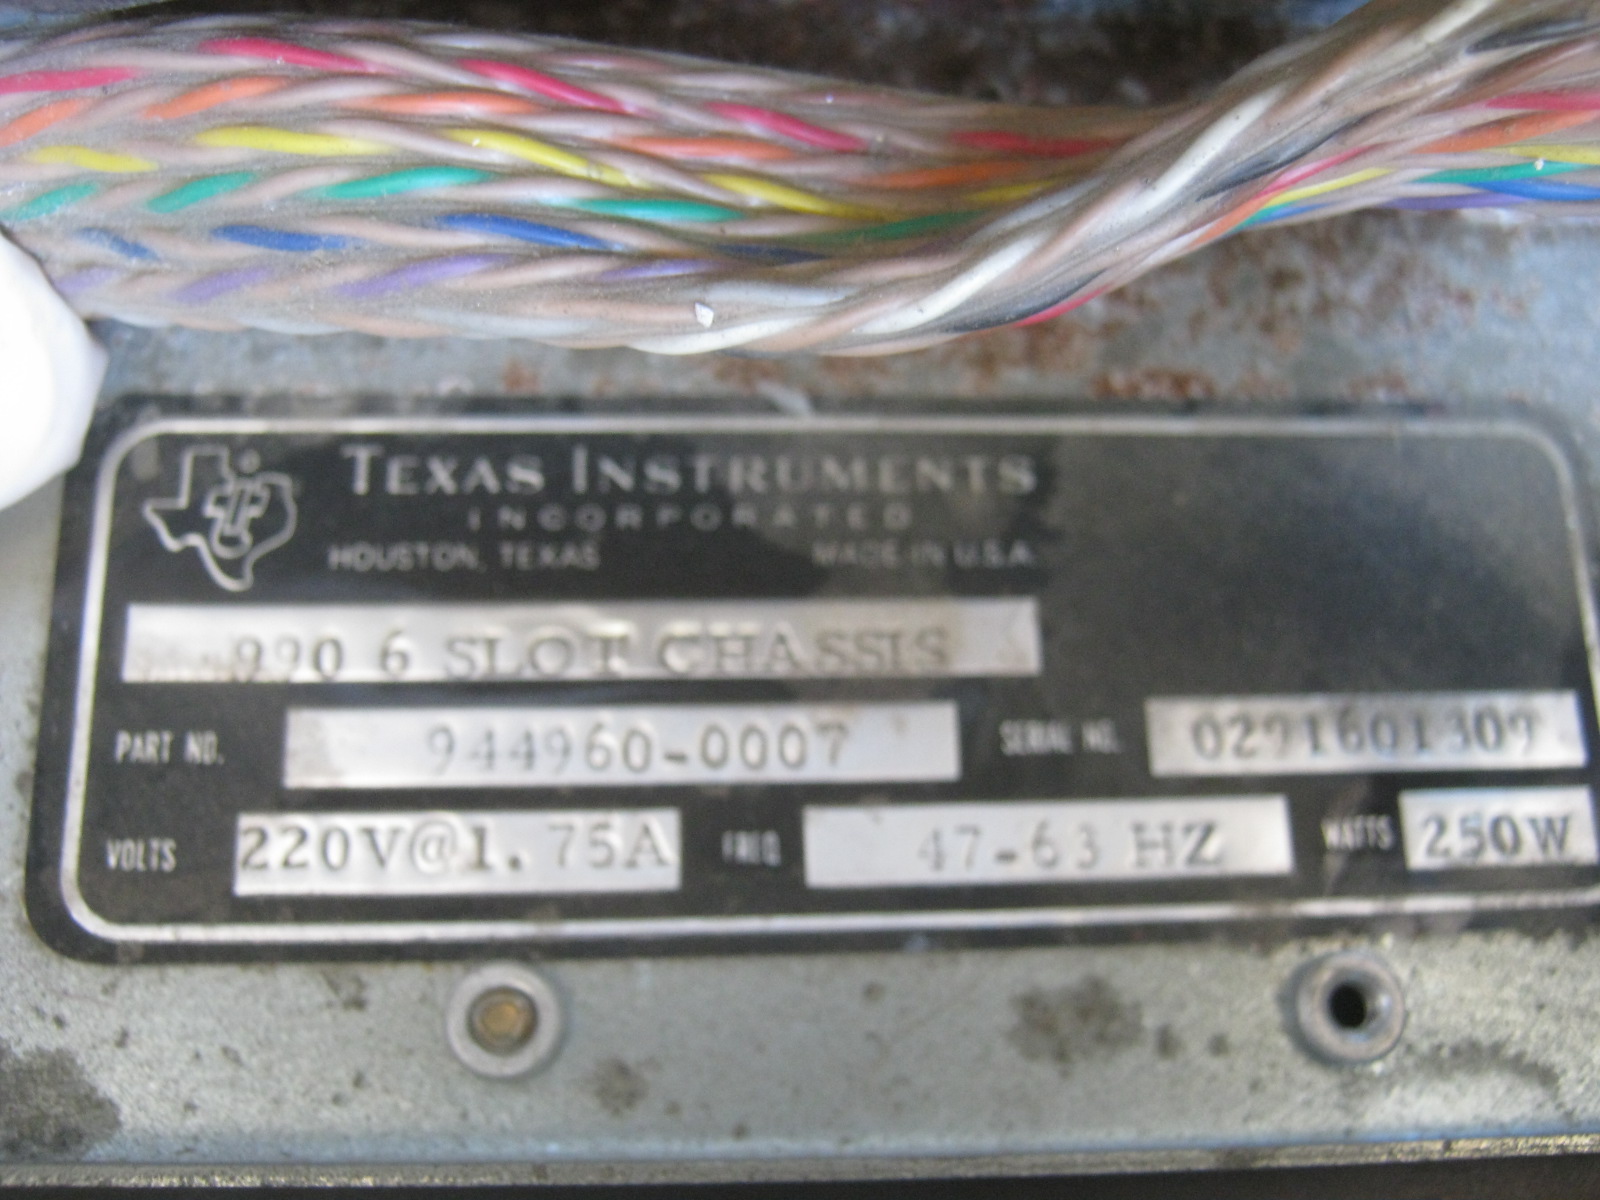 TEXAS INSTRUMENTS
INCORPORATED
HOUSTON, TEXAS MADE IN U.S.A.
990 6 SLOT CHASSIS
PART NO. 944960-0007 SERIAL NO.
VOLTS 220V@1.75A FREQ 47-63 HZ WATTS 250W